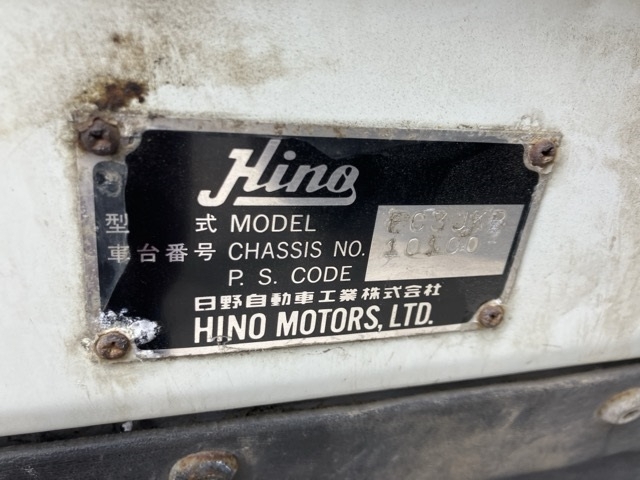 Hino
型 式 MODEL
車台番号 CHASSIS NO.
P. S. CODE
日野自動車工業株式会社
HINO MOTORS, LTD.